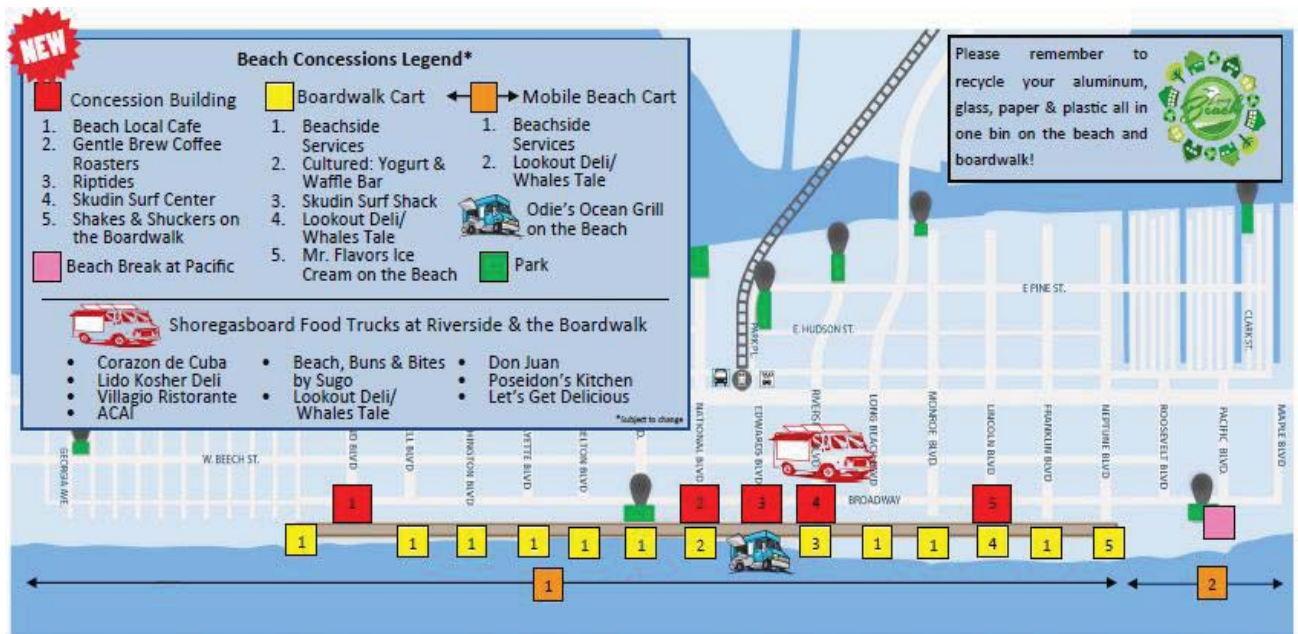 NEW
Beach Concessions Legend*
Concession Building
1. Beach Local Cafe
2. Gentle Brew Coffee
Roasters
3. Riptides
4. Skudin Surf Center
5. Shakes & Shuckers on
the Boardwalk
Beach Break at Pacific
Boardwalk Cart
1. Beachside
Services
2. Cultured: Yogurt &
Waffle Bar
3. Skudin Surf Shack
4. Lookout Deli/
Whales Tale
5. Mr. Flavors Ice
Cream on the Beach
Mobile Beach Cart
1. Beachside
Services
2. Lookout Deli/
Whales Tale
Odie's Ocean Grill
on the Beach
Park
Shoregasboard Food Trucks at Riverside & the Boardwalk
• Corazon de Cuba
• Lido Kosher Deli
• Villagio Ristorante
• ACAI
• Beach, Buns & Bites
by Sugo
• Lookout Deli/
Whales Tale
• Don Juan
• Poseidon's Kitchen
• Let's Get Delicious
*Subject to change
Please remember to
recycle your aluminum,
glass, paper & plastic all in
one bin on the beach and
boardwalk!
Beach
E PINE ST.
E. HUDSON ST.
PARK PL.
CLARK ST.
W. BEECH ST.
GEORGIA AVE.
BLVD
BLVD
BLVD
BLVD
BLVD
NATIONAL BLVD
EDWARDS BLVD
BLVD
LONG BEACH BLVD
MONROE BLVD.
LINCOLN BLVD
FRANKLIN BLVD
NEPTUNE BLVD
ROOSEVELT BLVD
PACIFIC BLVD.
MAPLE BLVD
BROADWAY
1
2
3
4
5
1
1
1
1
1
1
2
3
1
1
4
1
5
1
2